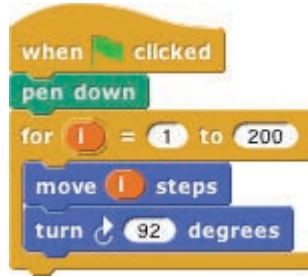 when clicked
pen down
for i = 1 to 200
move i steps
turn 92 degrees